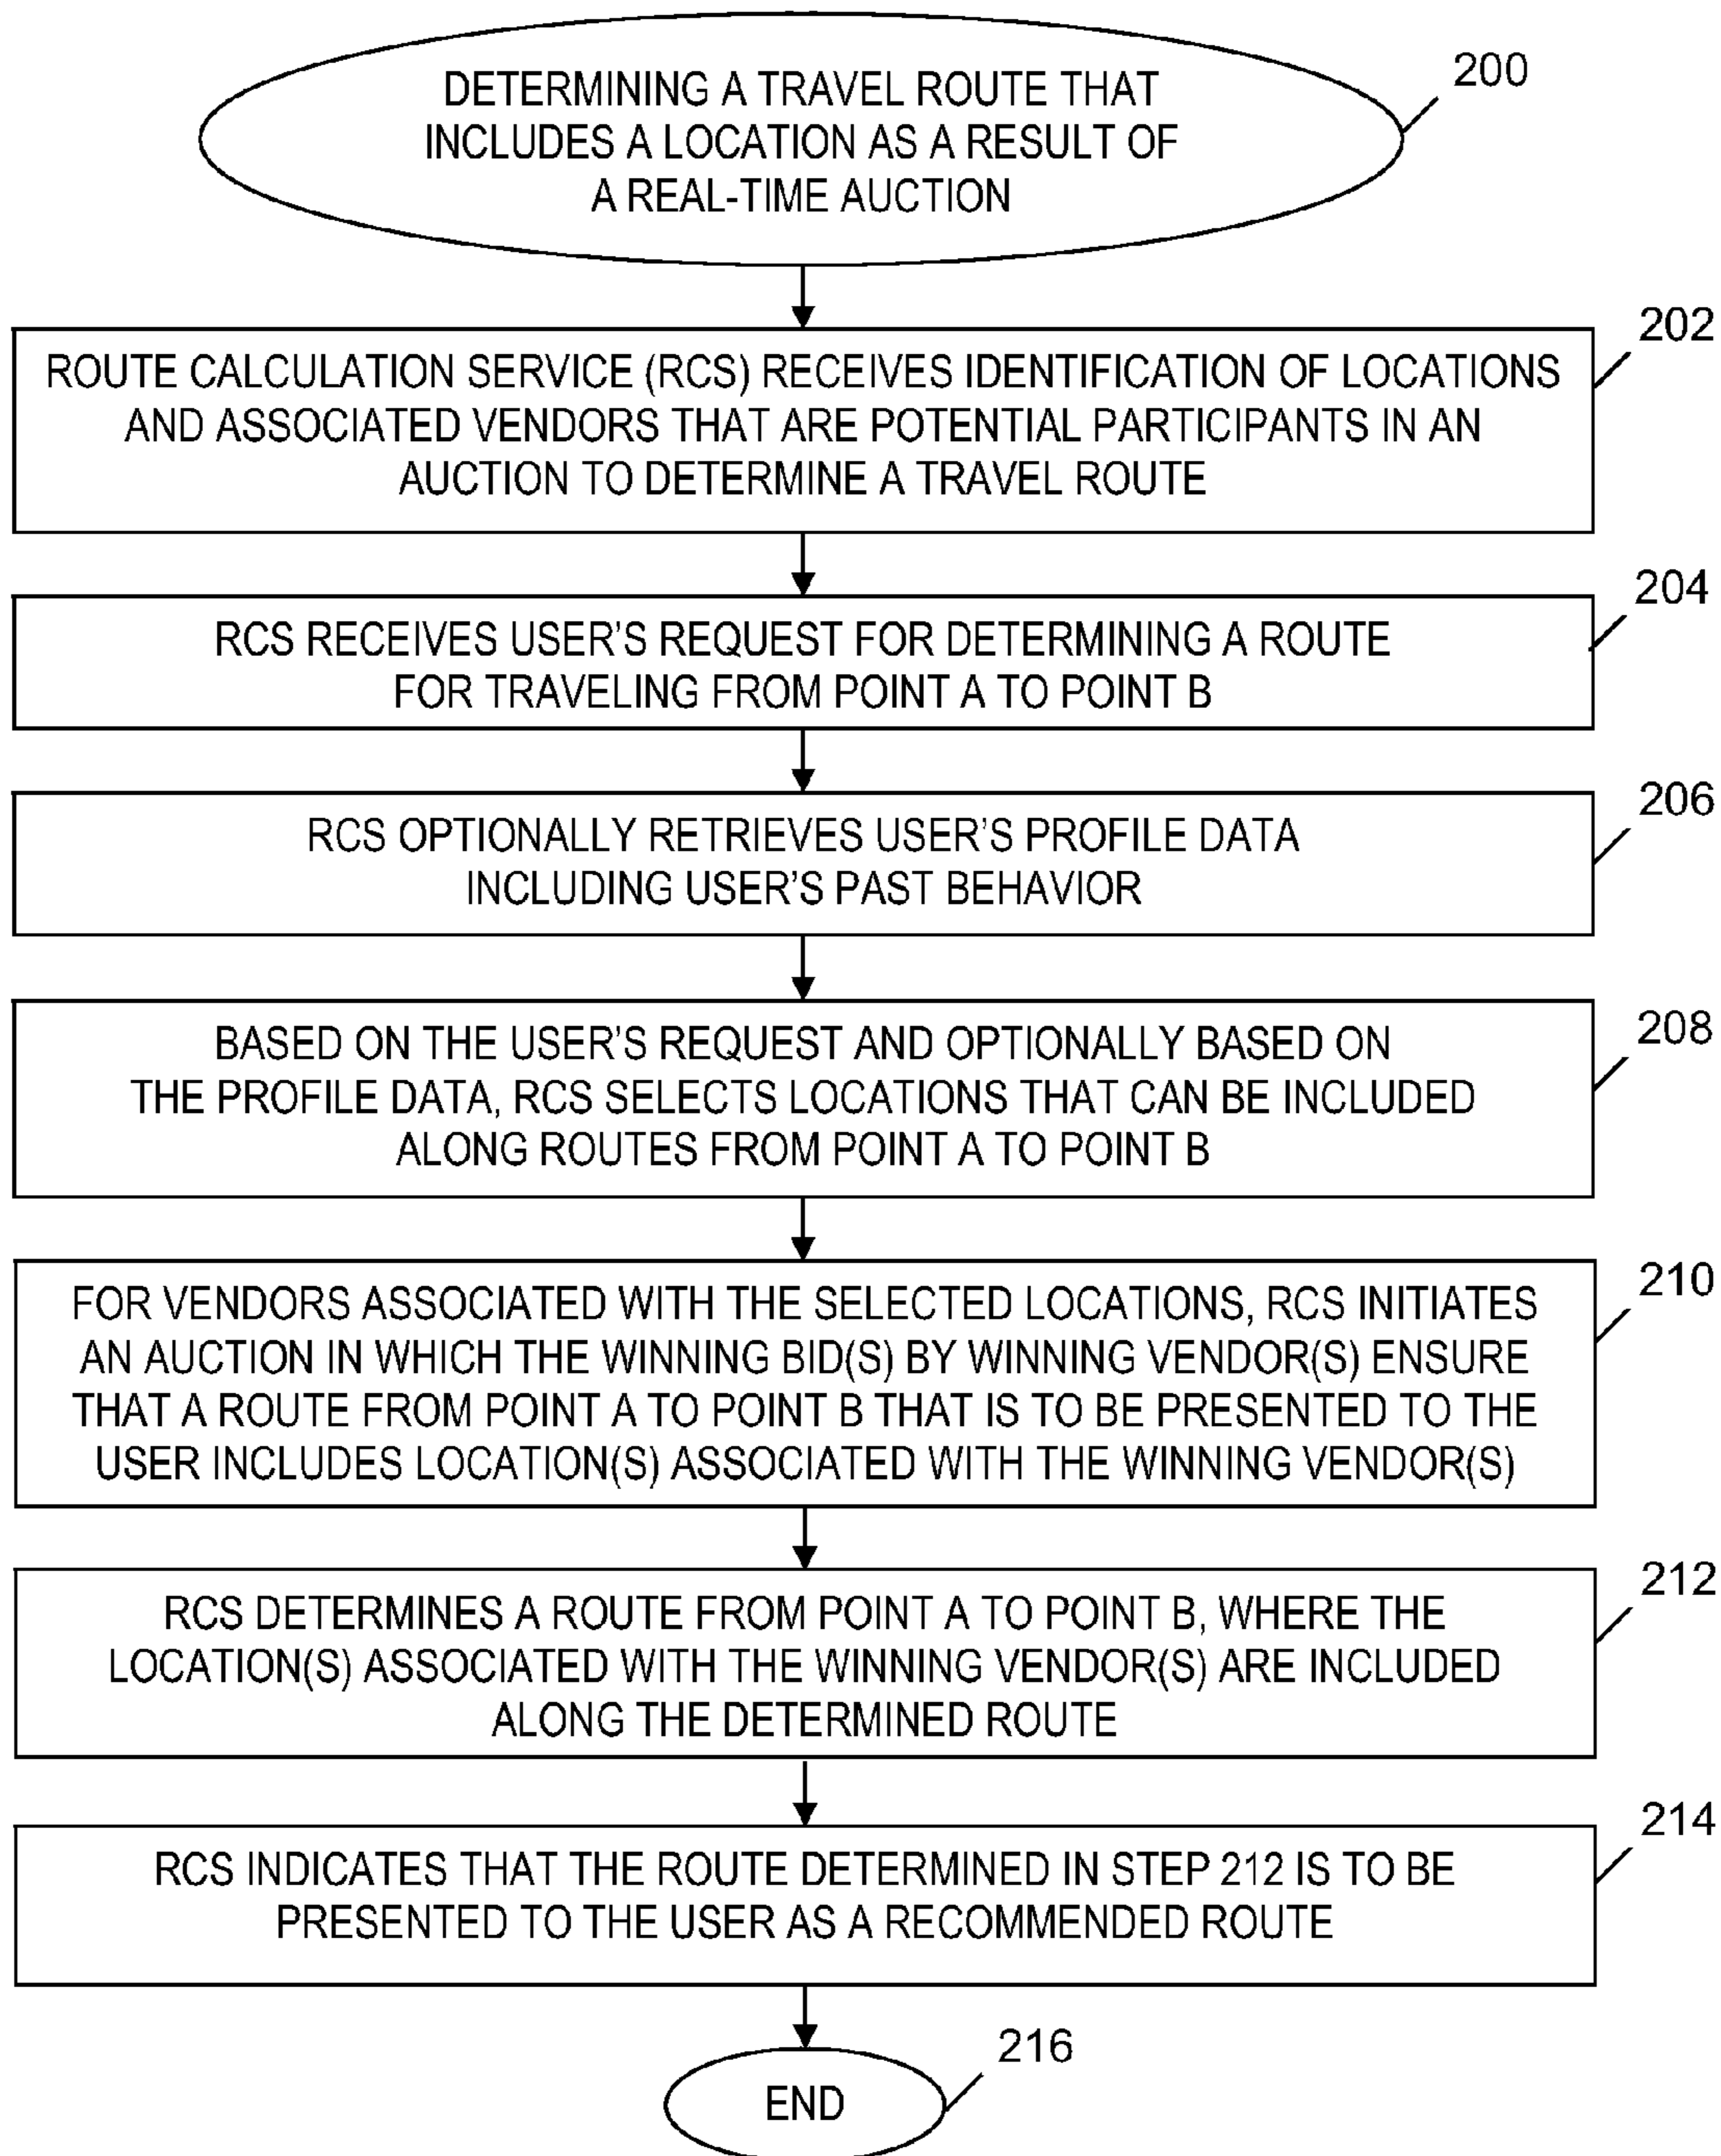 DETERMINING A TRAVEL ROUTE THAT
INCLUDES A LOCATION AS A RESULT OF
A REAL-TIME AUCTION
200
202
ROUTE CALCULATION SERVICE (RCS) RECEIVES IDENTIFICATION OF LOCATIONS
AND ASSOCIATED VENDORS THAT ARE POTENTIAL PARTICIPANTS IN AN
AUCTION TO DETERMINE A TRAVEL ROUTE
204
RCS RECEIVES USER'S REQUEST FOR DETERMINING A ROUTE
FOR TRAVELING FROM POINT A TO POINT B
206
RCS OPTIONALLY RETRIEVES USER'S PROFILE DATA
INCLUDING USER'S PAST BEHAVIOR
208
BASED ON THE USER'S REQUEST AND OPTIONALLY BASED ON
THE PROFILE DATA, RCS SELECTS LOCATIONS THAT CAN BE INCLUDED
ALONG ROUTES FROM POINT A TO POINT B
210
FOR VENDORS ASSOCIATED WITH THE SELECTED LOCATIONS, RCS INITIATES
AN AUCTION IN WHICH THE WINNING BID(S) BY WINNING VENDOR(S) ENSURE
THAT A ROUTE FROM POINT A TO POINT B THAT IS TO BE PRESENTED TO THE
USER INCLUDES LOCATION(S) ASSOCIATED WITH THE WINNING VENDOR(S)
212
RCS DETERMINES A ROUTE FROM POINT A TO POINT B, WHERE THE
LOCATION(S) ASSOCIATED WITH THE WINNING VENDOR(S) ARE INCLUDED
ALONG THE DETERMINED ROUTE
214
RCS INDICATES THAT THE ROUTE DETERMINED IN STEP 212 IS TO BE
PRESENTED TO THE USER AS A RECOMMENDED ROUTE
216
END